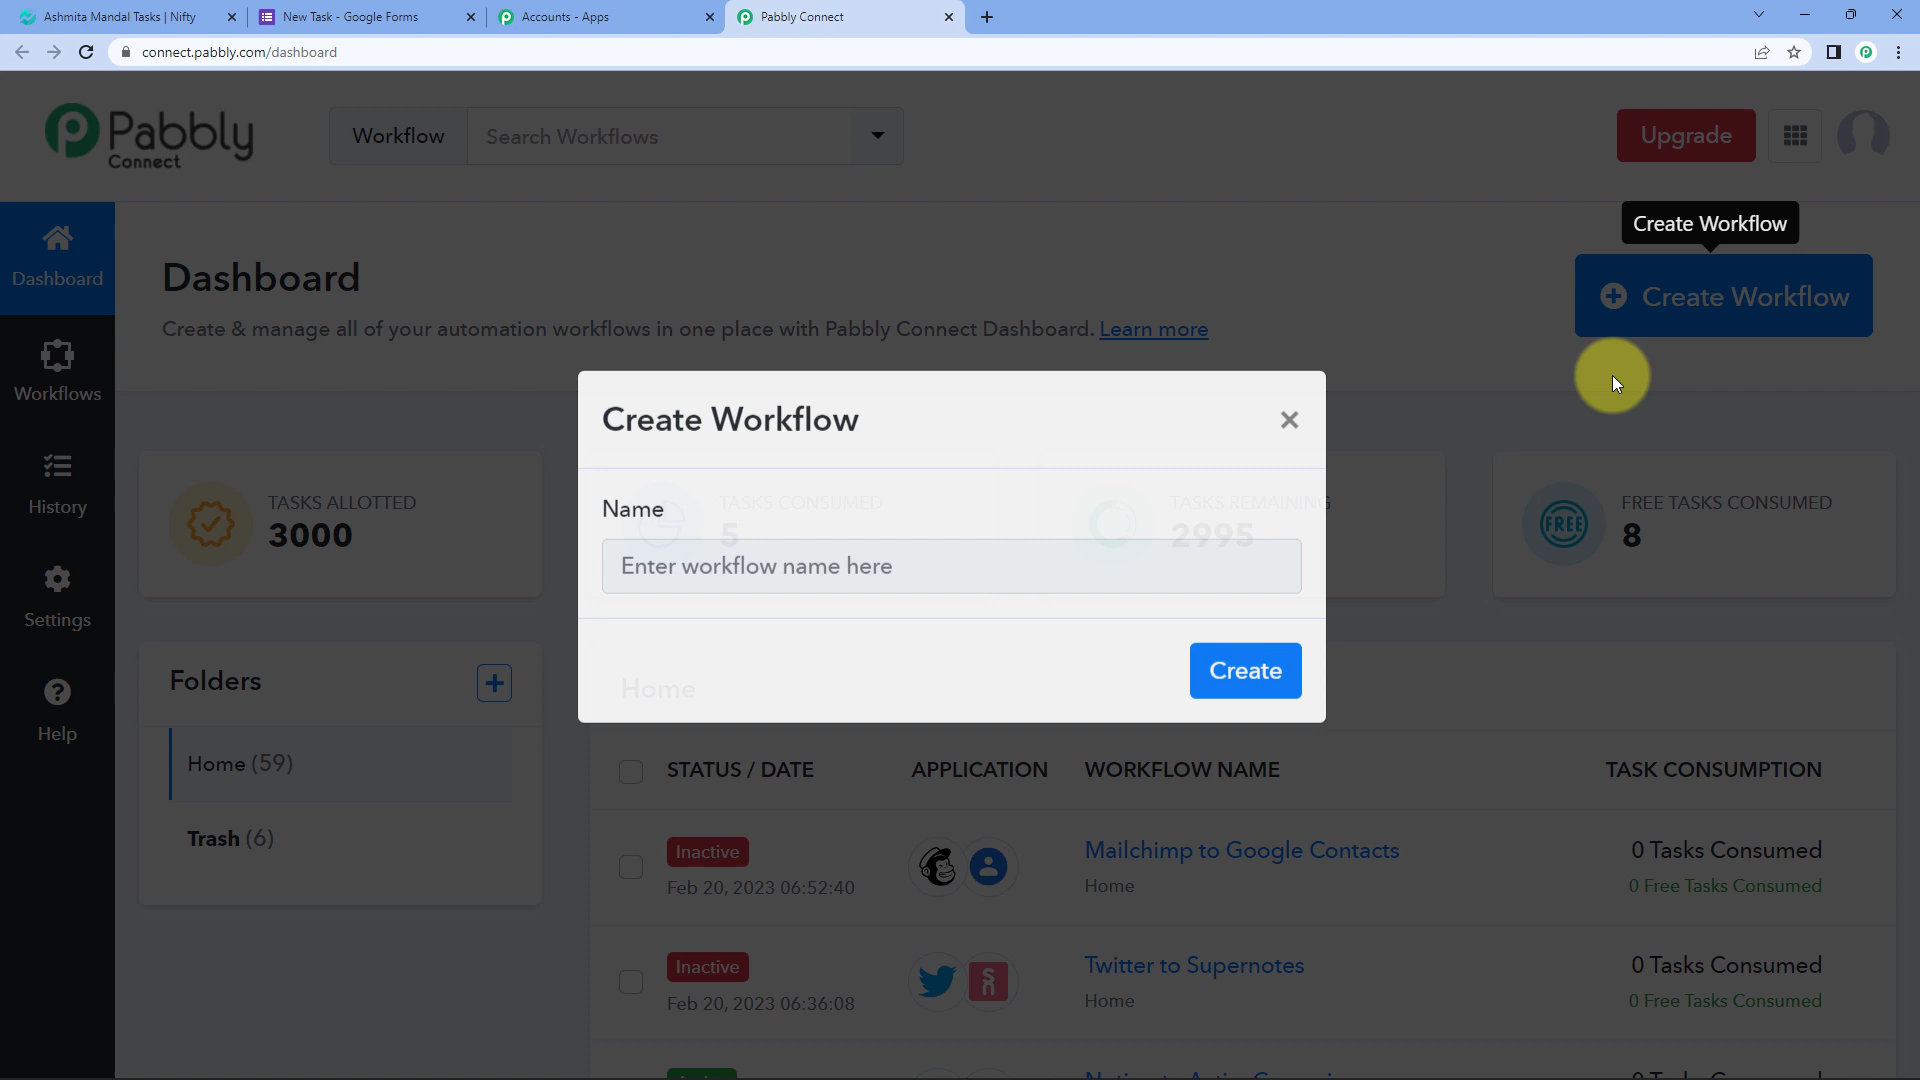 Ashmita Mandal Tasks | Nifty
New Task - Google Forms
Accounts - Apps
Pabbly Connect
connect.pabbly.com/dashboard
Pabbly
Connect
Workflow
Search Workflows
Upgrade
Create Workflow
Dashboard
Dashboard
Create & manage all of your automation workflows in one place with Pabbly Connect Dashboard. Learn more
Create Workflow
Workflows
History
Settings
Help
TASKS ALLOTTED
3000
TASKS CONSUMED
5
TASKS REMAINING
2995
FREE
FREE TASKS CONSUMED
8
Create Workflow
Name
Enter workflow name here
Create
Folders
Home (59)
Trash (6)
Home
STATUS / DATE
APPLICATION
WORKFLOW NAME
TASK CONSUMPTION
Inactive
Feb 20, 2023 06:52:40
Mailchimp to Google Contacts
Home
0 Tasks Consumed
0 Free Tasks Consumed
Inactive
Feb 20, 2023 06:36:08
Twitter to Supernotes
Home
0 Tasks Consumed
0 Free Tasks Consumed